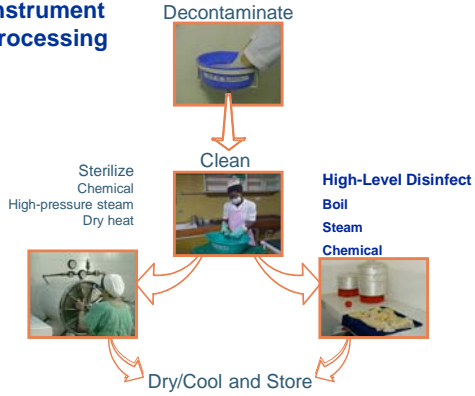 nstrument
rocessing
Decontaminate
Clean
Sterilize
Chemical
High-pressure steam
Dry heat
High-Level Disinfect
Boil
Steam
Chemical
Dry/Cool and Store